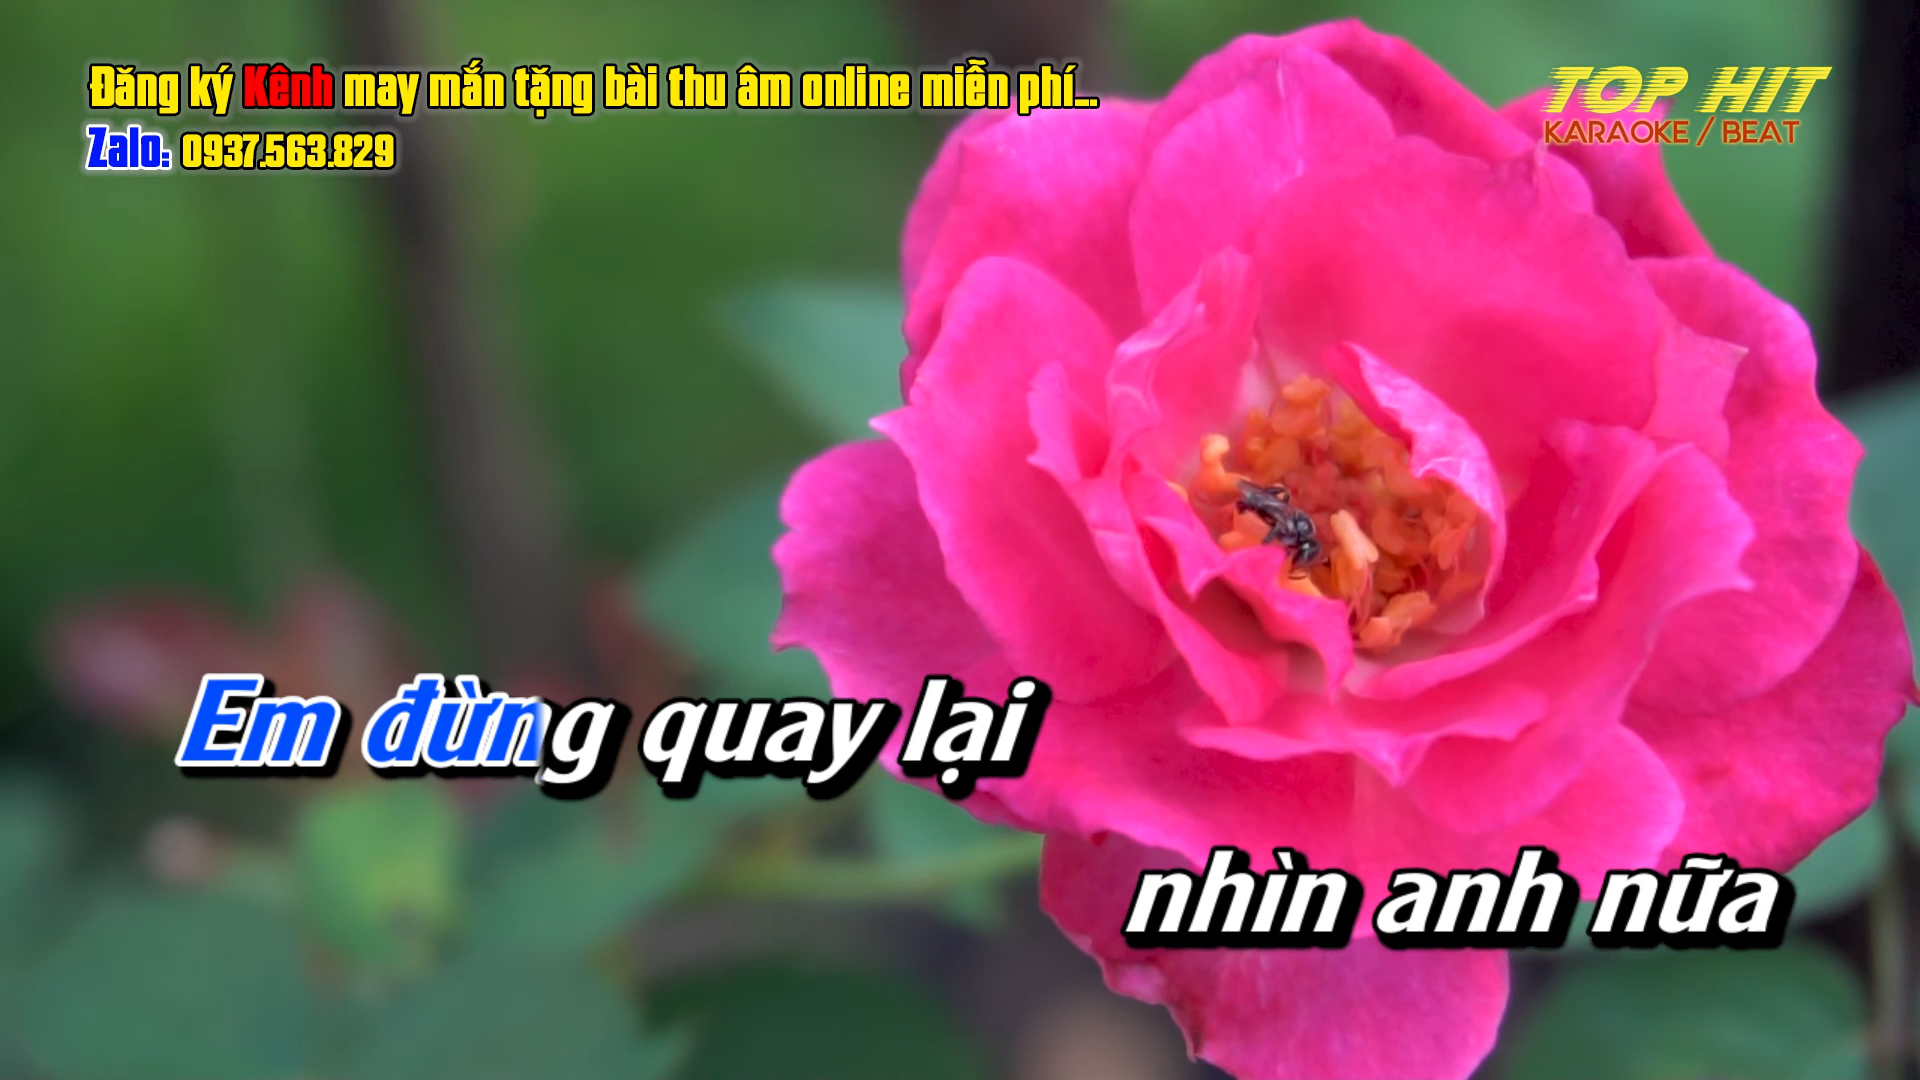 Đăng ký Kênh may mắn tặng bài thu âm online miễn phí...
Zalo: 0937.563.829
TOP HIT
KARAOKE / BEAT
Em đừng quay lại
nhìn anh nữa